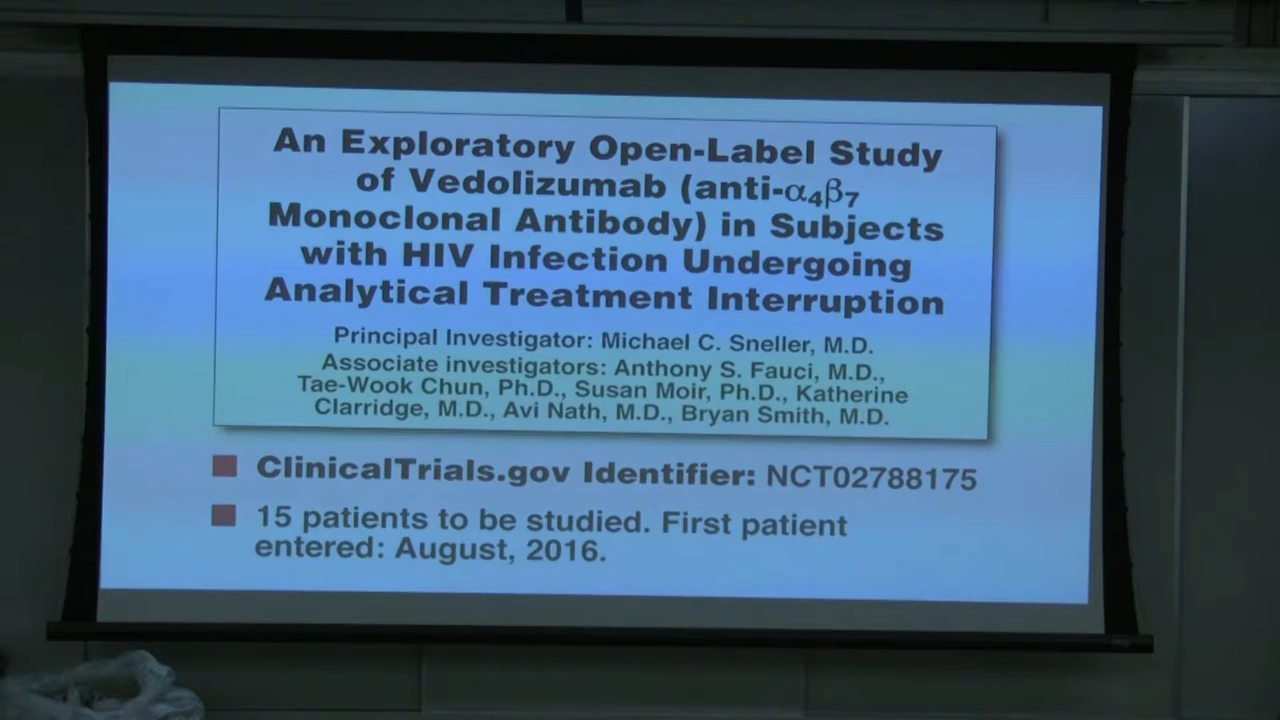 An Exploratory Open-Label Study
of Vedolizumab (anti-α₄β₇
Monoclonal Antibody) in Subjects
with HIV Infection Undergoing
Analytical Treatment Interruption
Principal Investigator: Michael C. Sneller, M.D.
Associate investigators: Anthony S. Fauci, M.D.,
Tae-Wook Chun, Ph.D., Susan Moir, Ph.D., Katherine
Clarridge, M.D., Avi Nath, M.D., Bryan Smith, M.D.
ClinicalTrials.gov Identifier: NCT02788175
15 patients to be studied. First patient
entered: August, 2016.